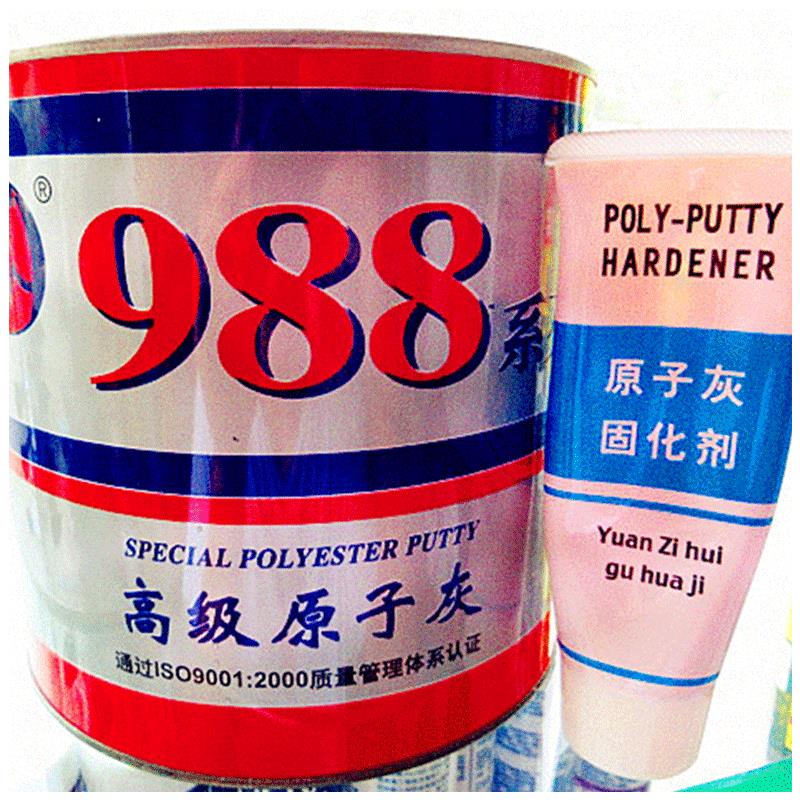 ®
988系
SPECIAL POLYESTER PUTTY
高级原子灰
通过ISO9001:2000质量管理体系认证
POLY-PUTTY
HARDENER
原子灰
固化剂
Yuan Zi hui
gu hua ji